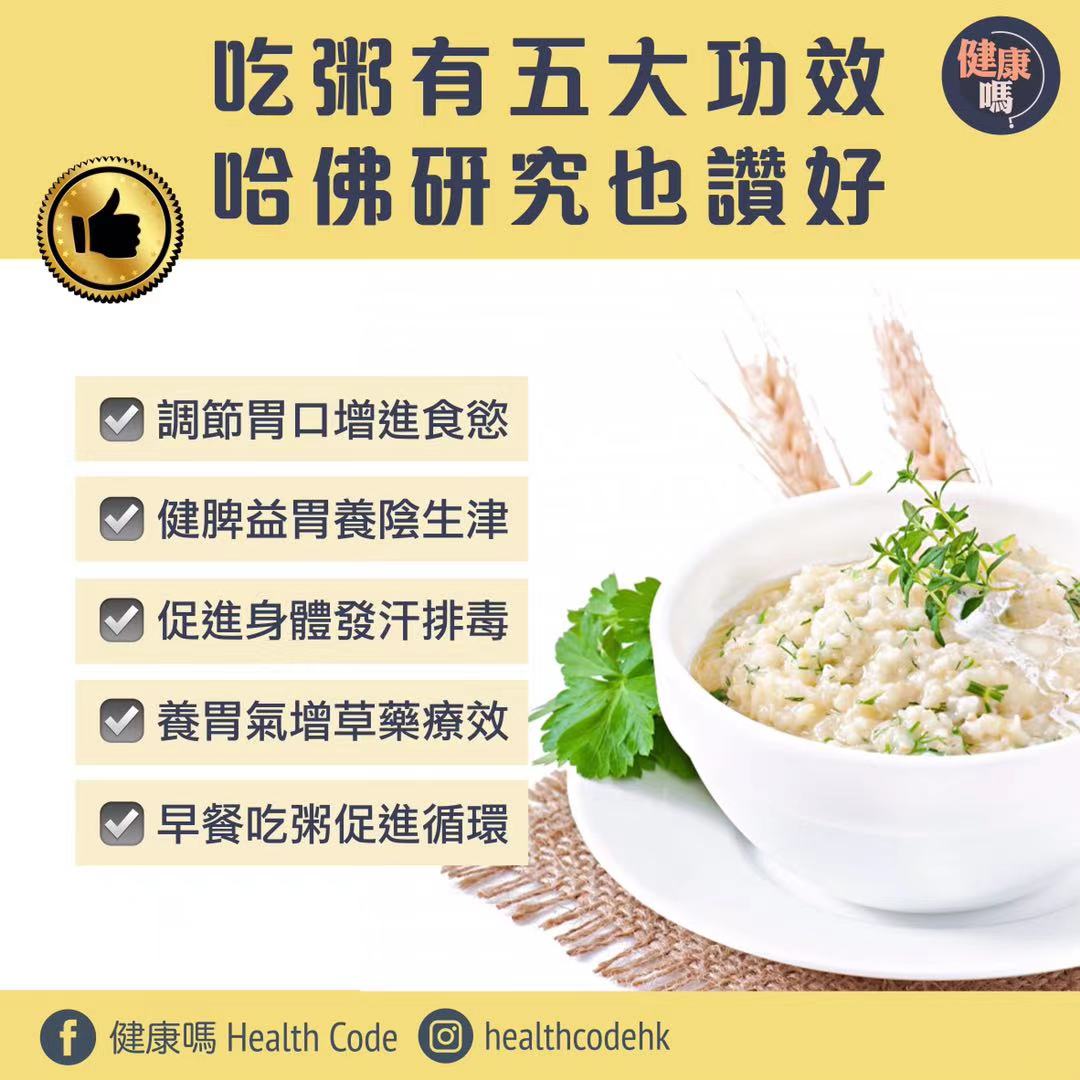 吃粥有五大功效
健康
嗎?
哈佛研究也讚好
調節胃口增進食慾
健脾益胃養陰生津
促進身體發汗排毒
養胃氣增草藥療效
早餐吃粥促進循環
健康嗎 Health Code
healthcodehk